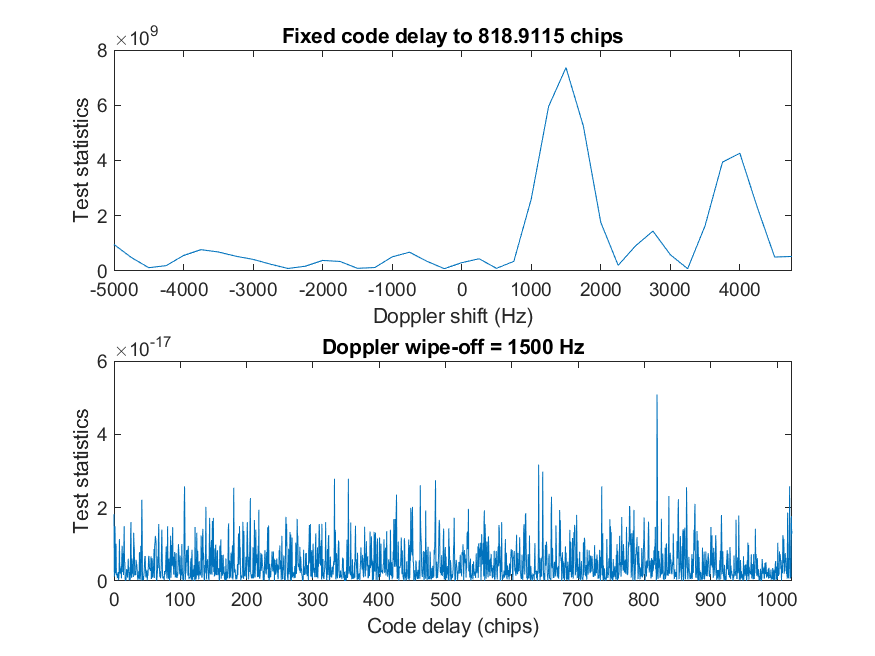 ×10^9
Fixed code delay to 818.9115 chips
8
6
4
2
0
Test statistics
-5000 -4000 -3000 -2000 -1000 0 1000 2000 3000 4000
Doppler shift (Hz)
×10^-17
Doppler wipe-off = 1500 Hz
6
4
2
0
Test statistics
0 100 200 300 400 500 600 700 800 900 1000
Code delay (chips)